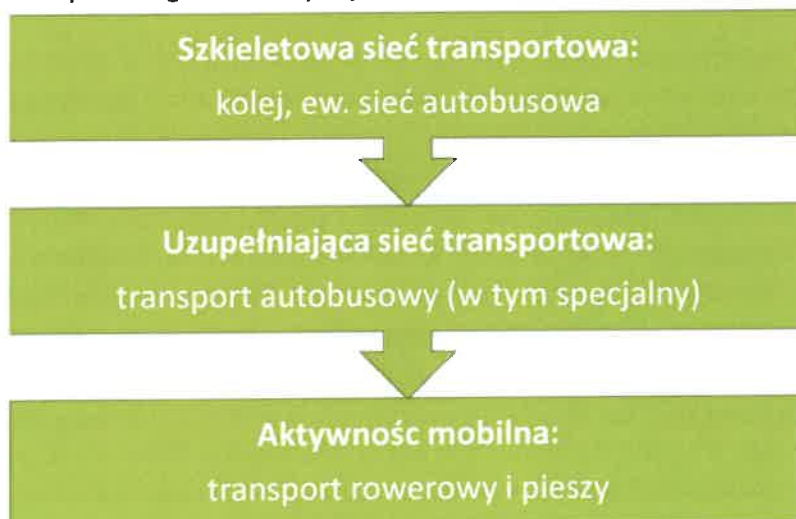 Szkieletowa sieć transportowa:
kolej, ew. sieć autobusowa
Uzupełniająca sieć transportowa:
transport autobusowy (w tym specjalny)
Aktywnośc mobilna:
transport rowerowy i pieszy